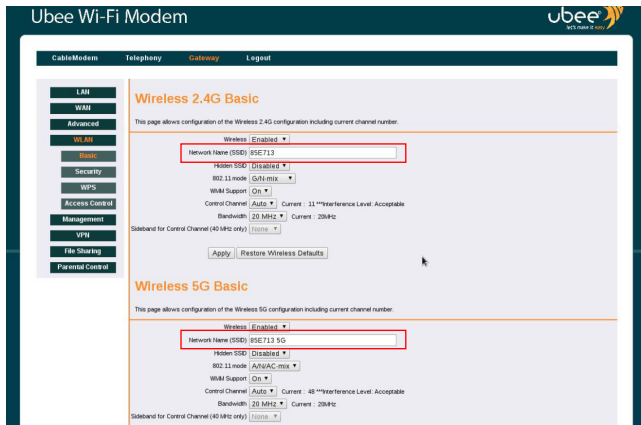 Ubee Wi-Fi Modem
ubee
let's make it easy
CableModem Telephony Gateway Logout
LAN
WAN
Advanced
WLAN
Basic
Security
WPS
Access Control
Management
VPN
File Sharing
Parental Control
Wireless 2.4G Basic
This page allows configuration of the Wireless 2.4G configuration including current channel number.
Wireless Enabled
Network Name (SSID) 85E713
Hidden SSID Disabled
802.11 mode G/N-mix
WMM Support On
Control Channel Auto Current : 11 ***Interference Level: Acceptable
Bandwidth 20 MHz Current : 20MHz
Sideband for Control Channel (40 MHz only) None
Apply Restore Wireless Defaults
Wireless 5G Basic
This page allows configuration of the Wireless 5G configuration including current channel number.
Wireless Enabled
Network Name (SSID) 85E713 5G
Hidden SSID Disabled
802.11 mode A/N/AC-mix
WMM Support On
Control Channel Auto Current : 48 ***Interference Level: Acceptable
Bandwidth 20 MHz Current : 20MHz
Sideband for Control Channel (40 MHz only) None